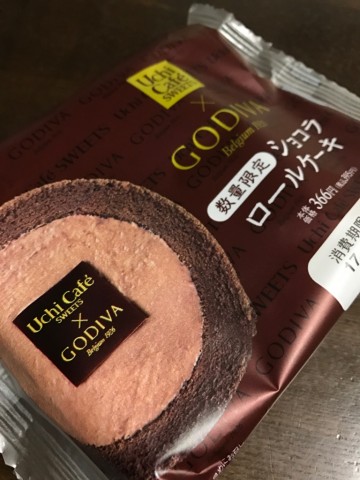 Uchi Café
SWEETS
×
GODIVA
Belgium 1926
数量限定
ショコラ
ロールケーキ
本体
価格 366円
消費期限
17
Uchi Café
SWEETS
×
GODIVA
Belgium 1926
GODIVA